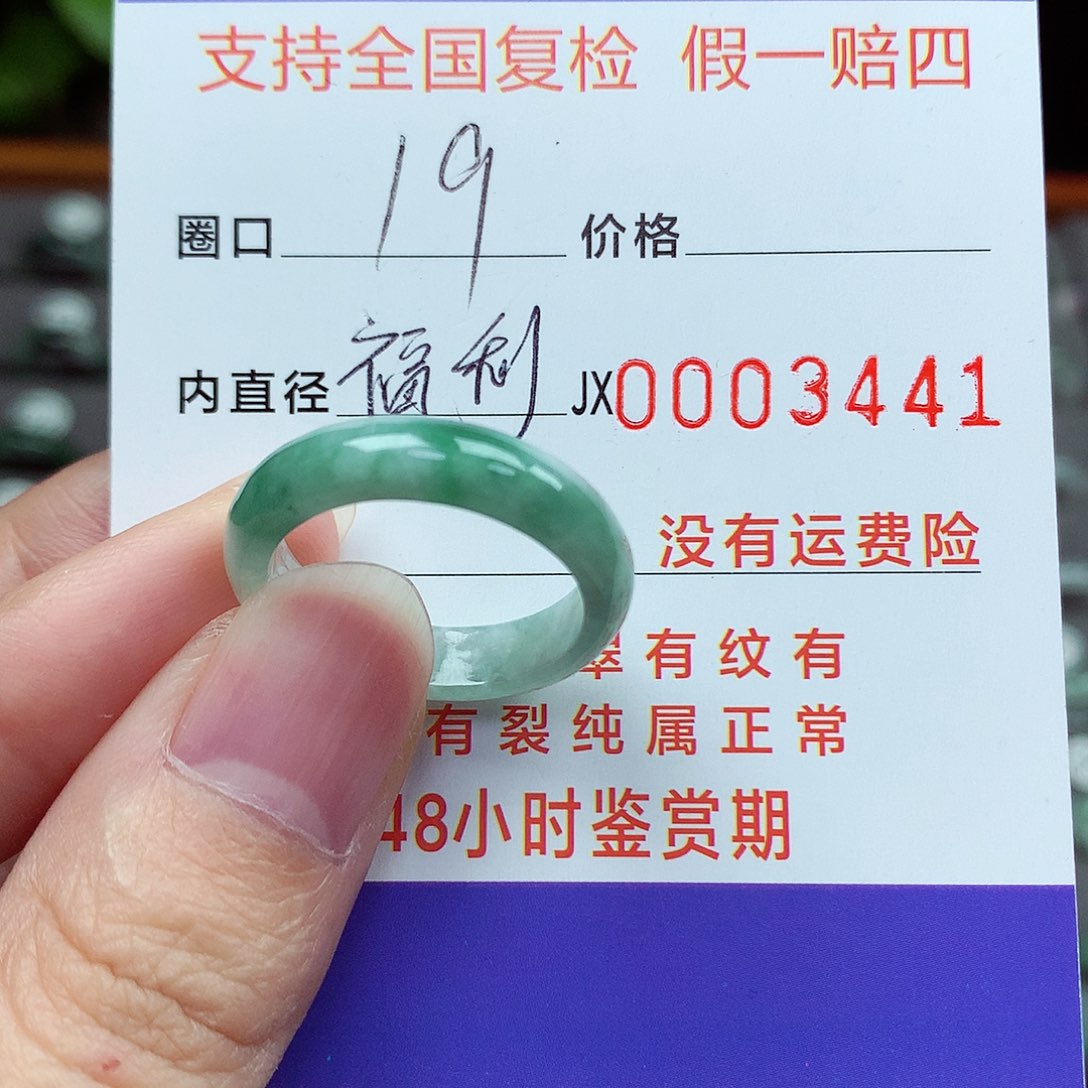 支持全国复检 假一赔四
圈口 19 价格
内直径 福利 JX0003441
没有运费险
翠有纹有
有裂纯属正常
48小时鉴赏期